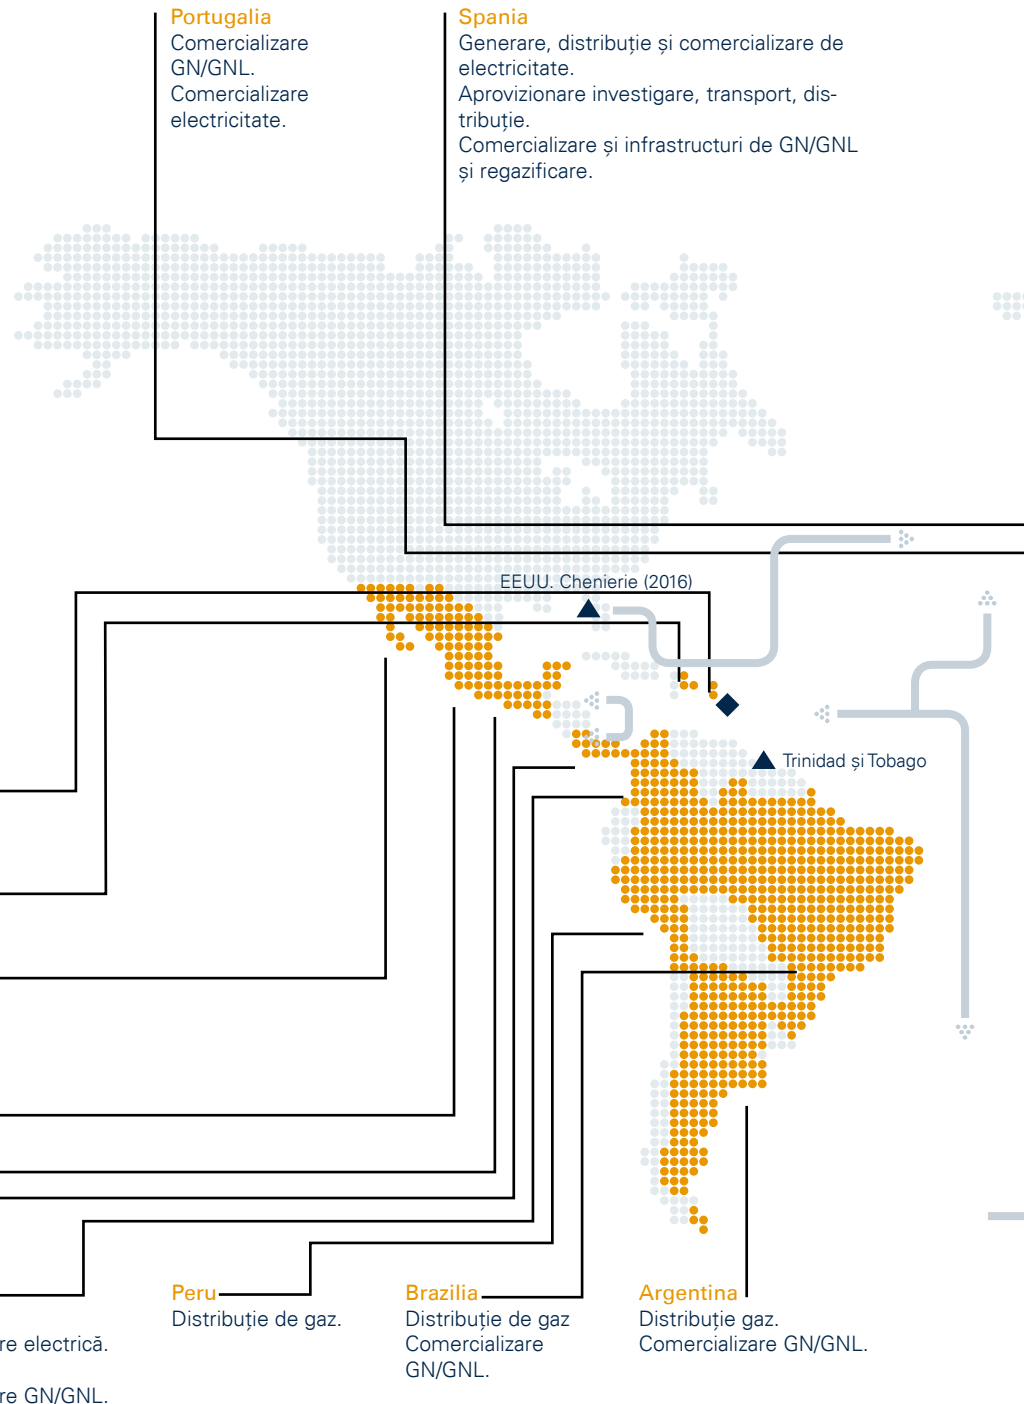 Portugalia
Comercializare
GN/GNL.
Comercializare
electricitate.
Spania
Generare, distribuție și comercializare de
electricitate.
Aprovizionare investigare, transport, dis-
tribuție.
Comercializare și infrastructuri de GN/GNL
și regazificare.
EEUU. Chenierie (2016)
Trinidad și Tobago
re electrică.
re GN/GNL.
Peru
Distribuție de gaz.
Brazilia
Distribuție de gaz
Comercializare
GN/GNL.
Argentina
Distribuție gaz.
Comercializare GN/GNL.